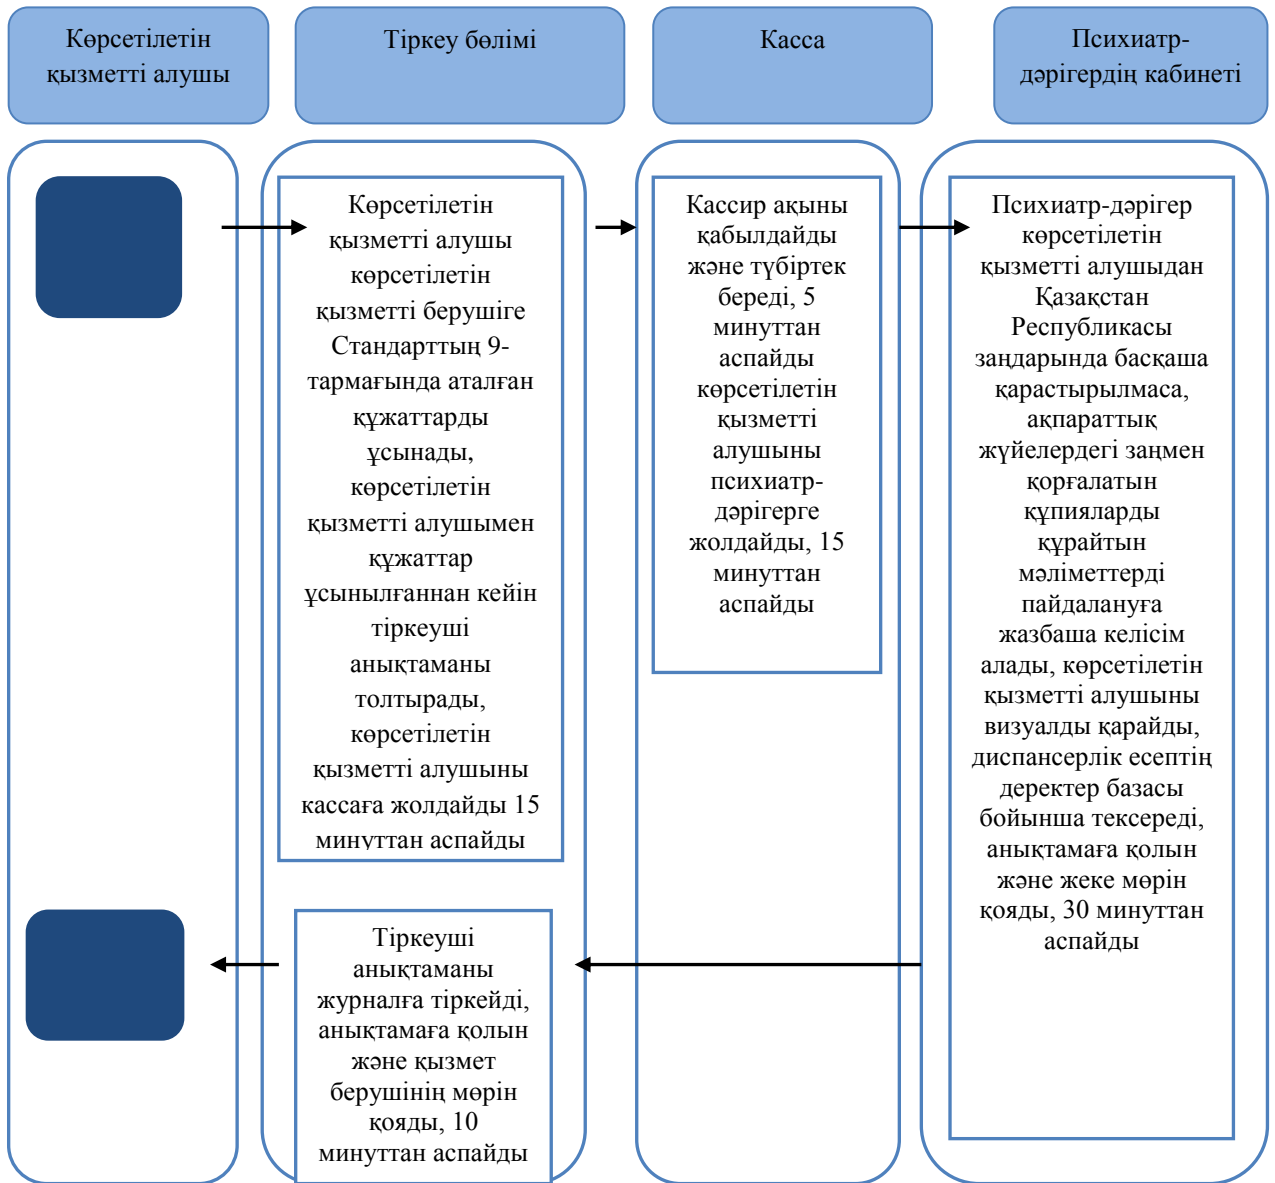 Көрсетілетін
қызметті алушы
Тіркеу бөлімі
Касса
Психиатр-
дәрігердің кабинеті
Көрсетілетін
қызметті алушы
көрсетілетін
қызметті берушіге
Стандарттың 9-
тармағында аталған
құжаттарды
ұсынады,
көрсетілетін
қызметті алушымен
құжаттар
ұсынылғаннан кейін
тіркеуші
анықтаманы
толтырады,
көрсетілетін
қызметті алушыны
кассаға жолдайды 15
минуттан аспайды
Кассир ақыны
қабылдайды
және түбіртек
береді, 5
минуттан
аспайды
көрсетілетін
қызметті
алушыны
психиатр-
дәрігерге
жолдайды, 15
минуттан
аспайды
Психиатр-дәрігер
көрсетілетін
қызметті алушыдан
Қазақстан
Республикасы
заңдарында басқаша
қарастырылмаса,
ақпараттық
жүйелердегі заңмен
қорғалатын
құпияларды
құрайтын
мәліметтерді
пайдалануға
жазбаша келісім
алады, көрсетілетін
қызметті алушыны
визуалды қарайды,
диспансерлік есептің
деректер базасы
бойынша тексереді,
анықтамаға қолын
және жеке мөрін
қояды, 30 минуттан
аспайды
Тіркеуші
анықтаманы
журналға тіркейді,
анықтамаға қолын
және қызмет
берушінің мөрін
қояды, 10
минуттан аспайды